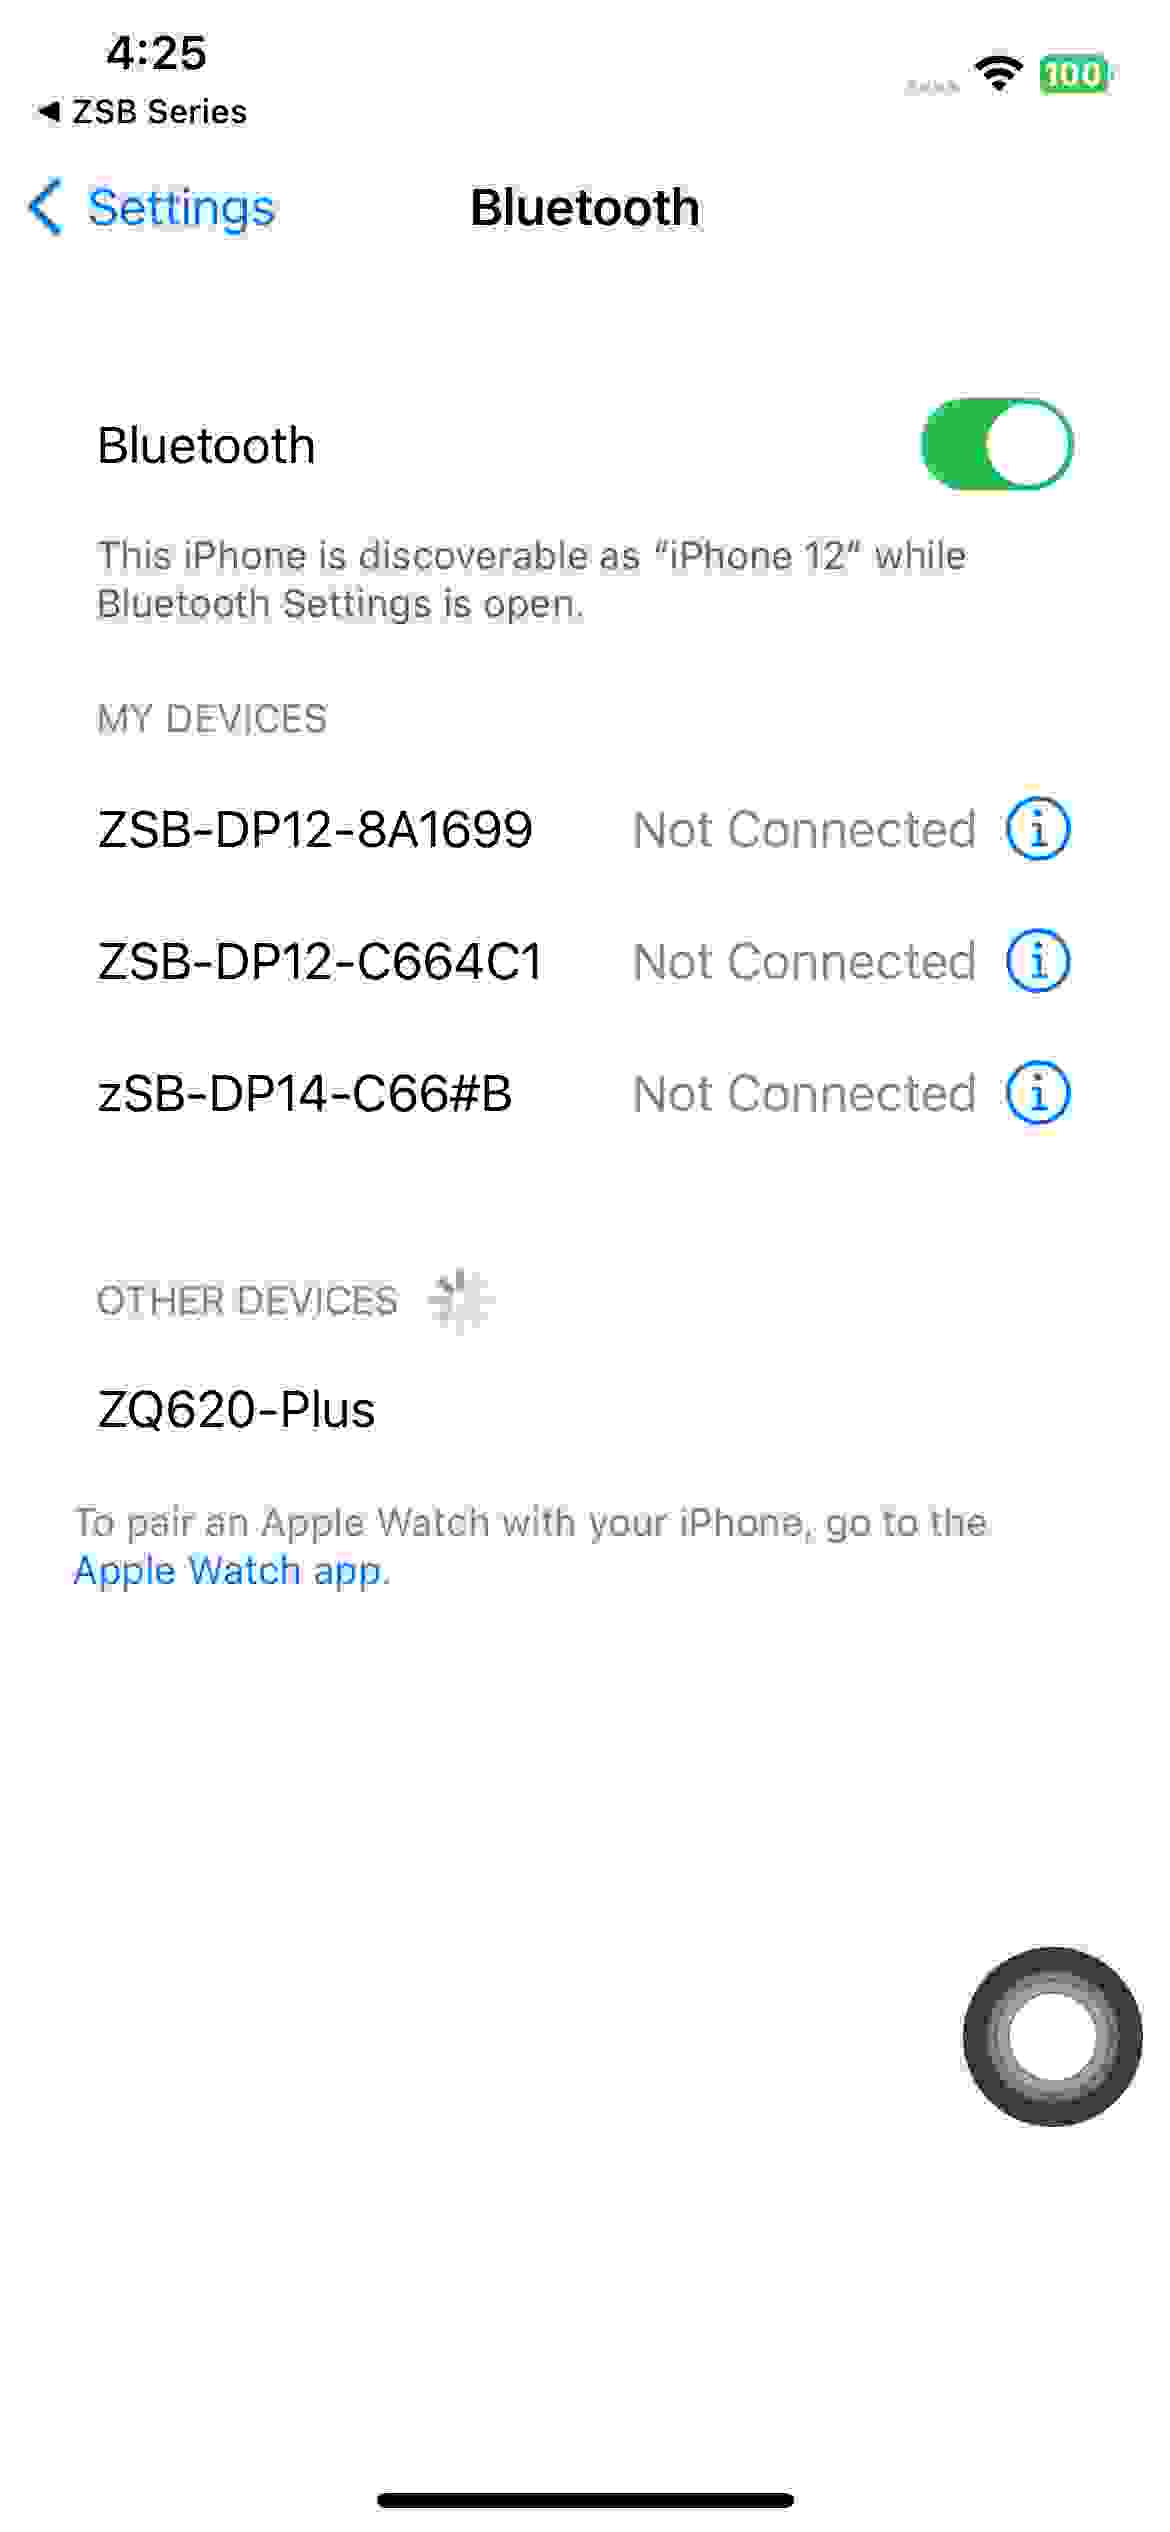 4:25
100
◀ ZSB Series
Settings
Bluetooth
Bluetooth
This iPhone is discoverable as “iPhone 12” while
Bluetooth Settings is open.
MY DEVICES
ZSB-DP12-8A1699 Not Connected
ZSB-DP12-C664C1 Not Connected
zSB-DP14-C66#B Not Connected
OTHER DEVICES
ZQ620-Plus
To pair an Apple Watch with your iPhone, go to the
Apple Watch app.